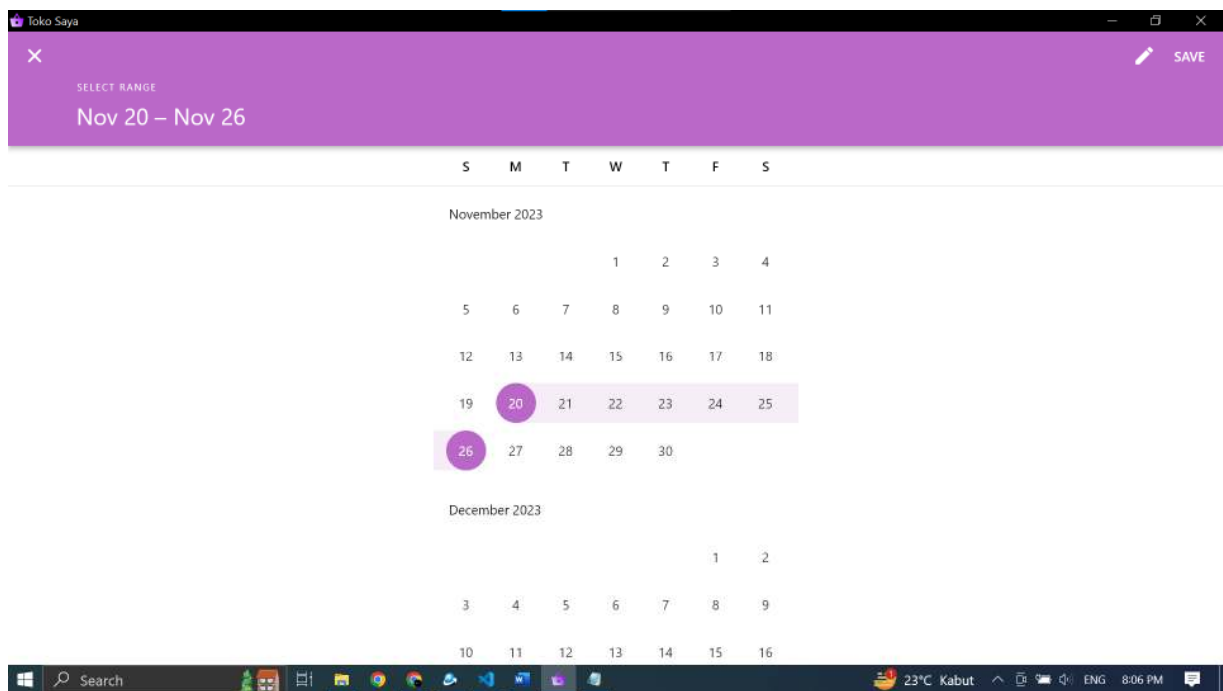 Toko Saya
SAVE
SELECT RANGE
Nov 20 – Nov 26
S M T W T F S
November 2023
1 2 3 4
5 6 7 8 9 10 11
12 13 14 15 16 17 18
19 20 21 22 23 24 25
26 27 28 29 30
December 2023
1 2
3 4 5 6 7 8 9
10 11 12 13 14 15 16
Search 23°C Kabut ENG 8:06 PM